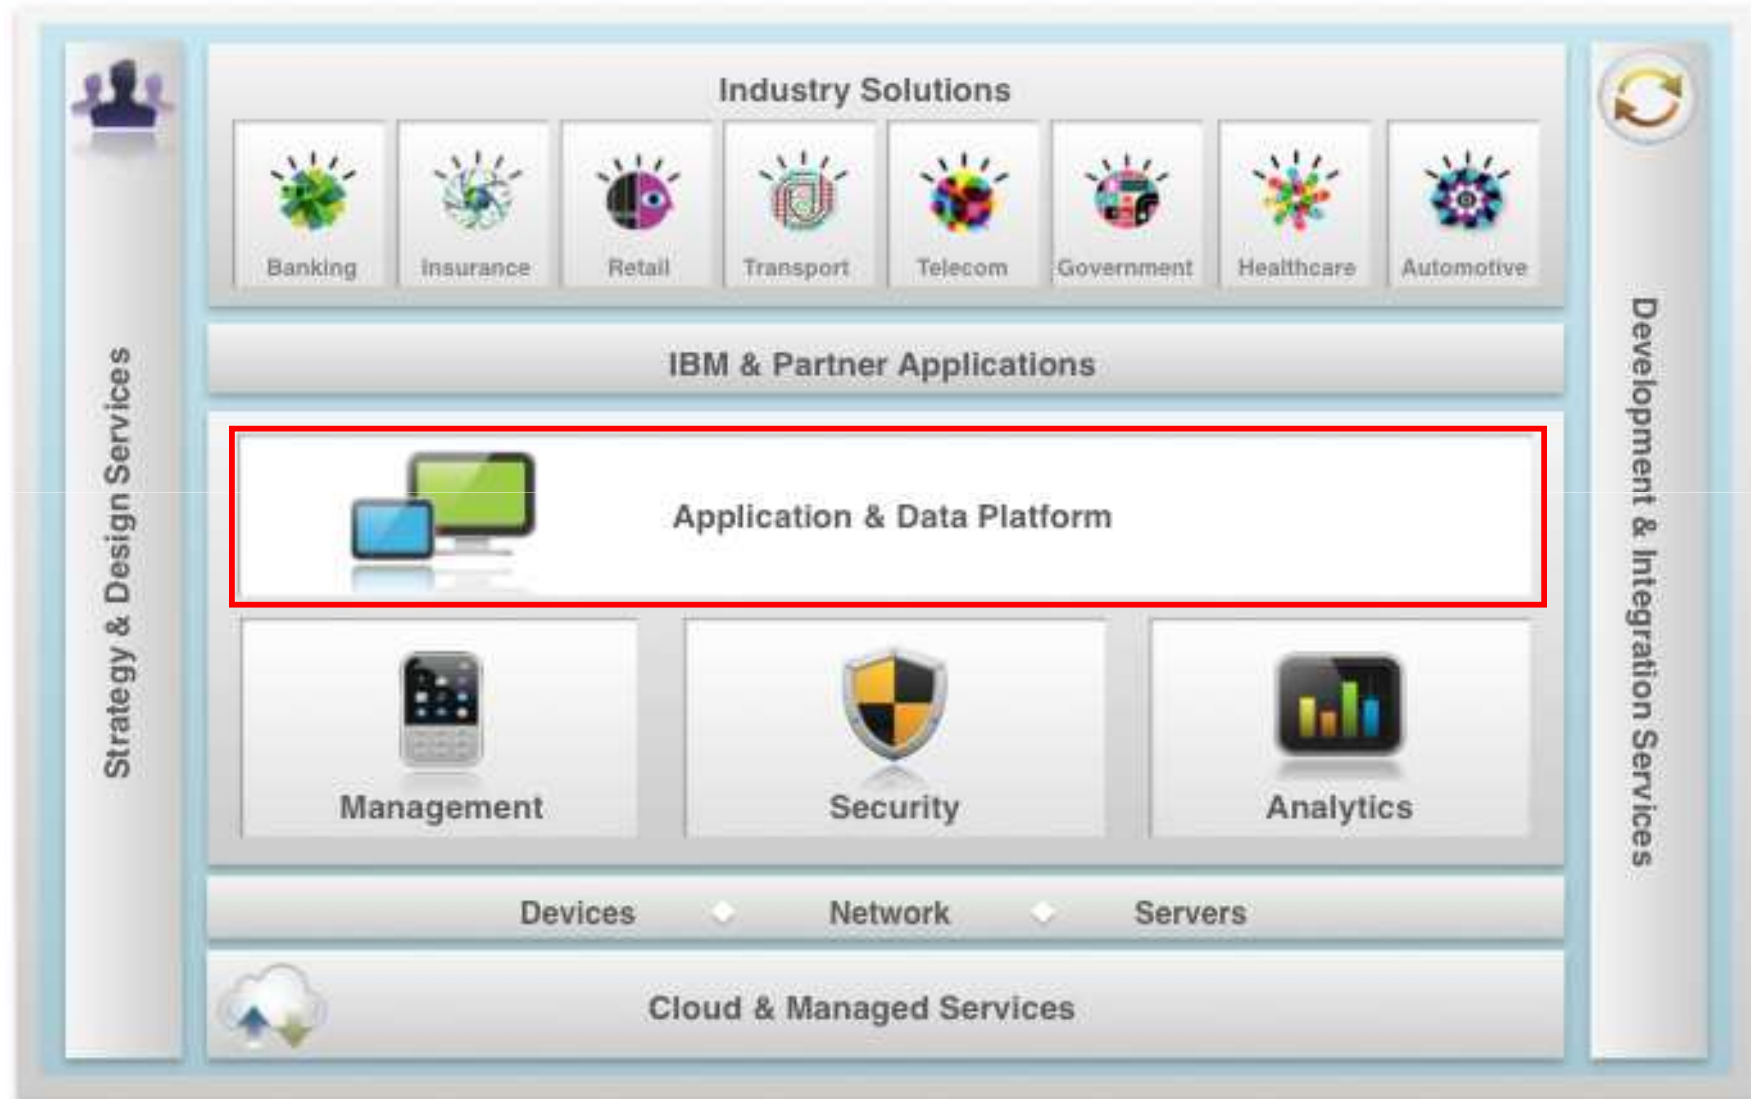 Industry Solutions
Banking
Insurance
Retail
Transport
Telecom
Government
Healthcare
Automotive
IBM & Partner Applications
Strategy & Design Services
Application & Data Platform
Development & Integration Services
Management
Security
Analytics
Devices
Network
Servers
Cloud & Managed Services